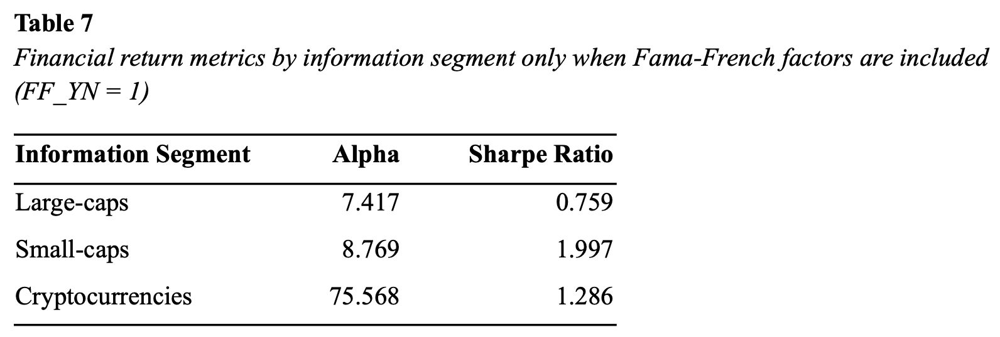 Table 7
Financial return metrics by information segment only when Fama-French factors are included
(FF_YN = 1)
Information Segment Alpha Sharpe Ratio
Large-caps 7.417 0.759
Small-caps 8.769 1.997
Cryptocurrencies 75.568 1.286